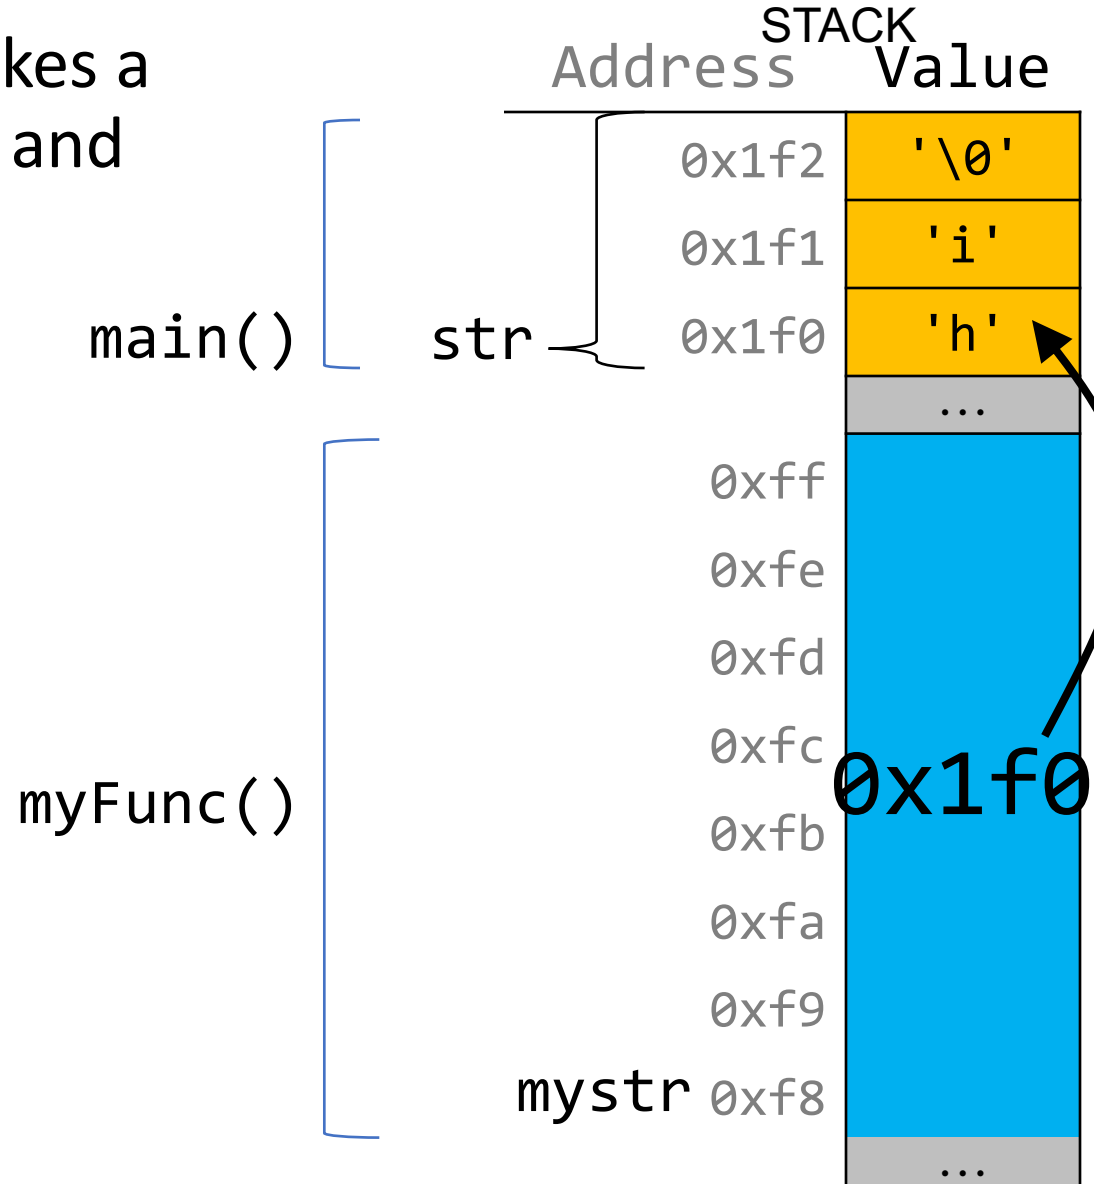 STACK
kes a
Address Value
and
0x1f2 '\0'
0x1f1 'i'
main() str 0x1f0 'h'
...
0xff
0xfe
0xfd
0xfc
0x1f0
myFunc()
0xfb
0xfa
0xf9
mystr 0xf8
...